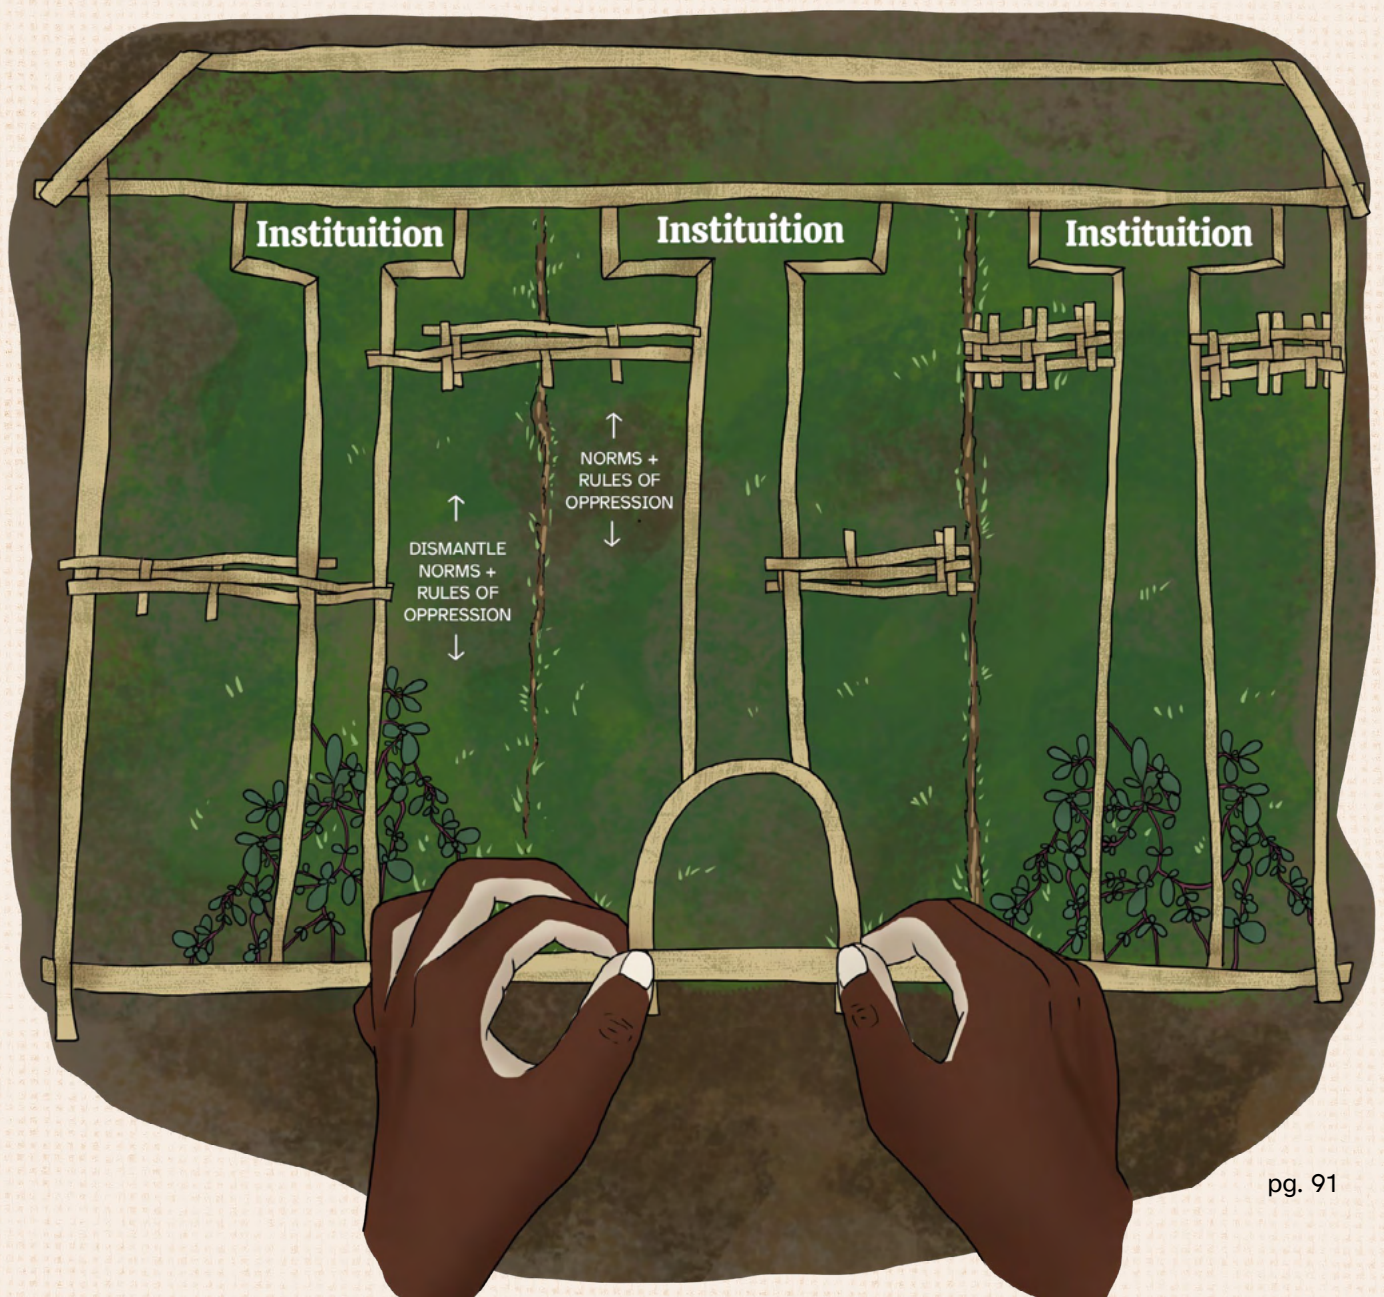 Instituition
Instituition
Instituition
↑
NORMS +
RULES OF
OPPRESSION
↓
↑
DISMANTLE
NORMS +
RULES OF
OPPRESSION
↓
pg. 91